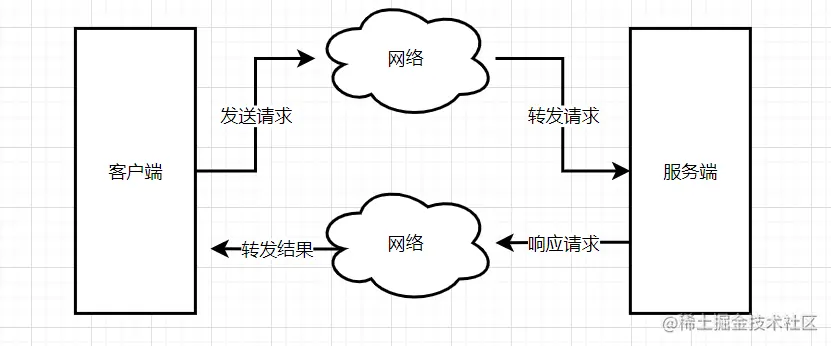 网络
发送请求
转发请求
客户端
服务端
网络
转发结果
响应请求
@稀土掘金技术社区